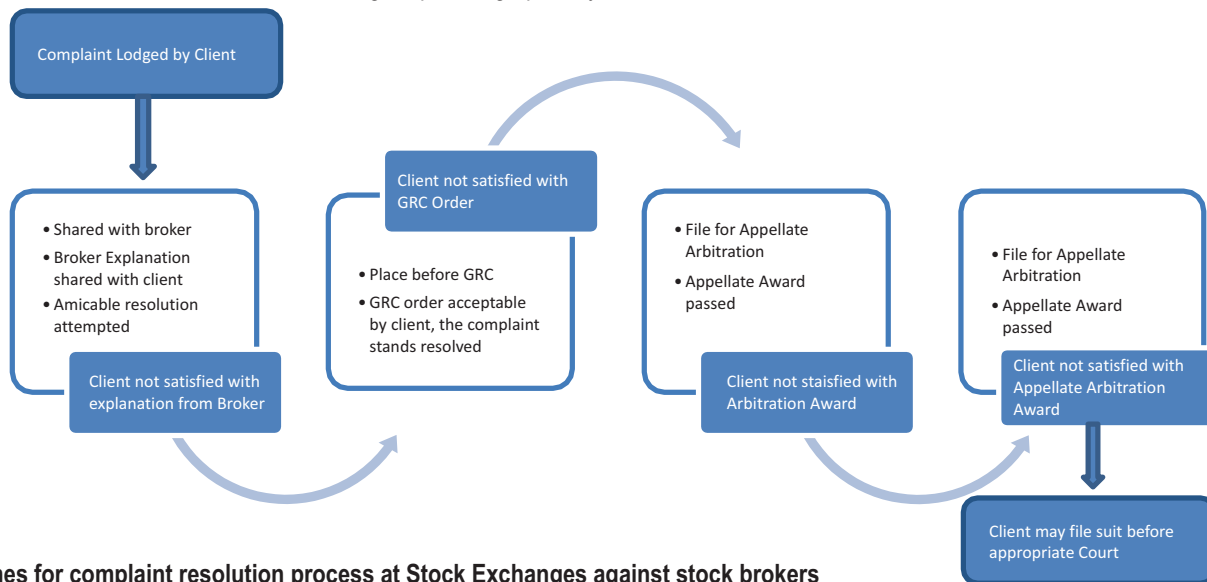 Complaint Lodged by Client
• Shared with broker
• Broker Explanation
shared with client
• Amicable resolution
attempted
Client not satisfied with
explanation from Broker
Client not satisfied with
GRC Order
• Place before GRC
• GRC order acceptable
by client, the complaint
stands resolved
• File for Appellate
Arbitration
• Appellate Award
passed
Client not staisfied with
Arbitration Award
• File for Appellate
Arbitration
• Appellate Award
passed
Client not satisfied with
Appellate Arbitration
Award
Client may file suit before
appropriate Court
nes for complaint resolution process at Stock Exchanges against stock brokers